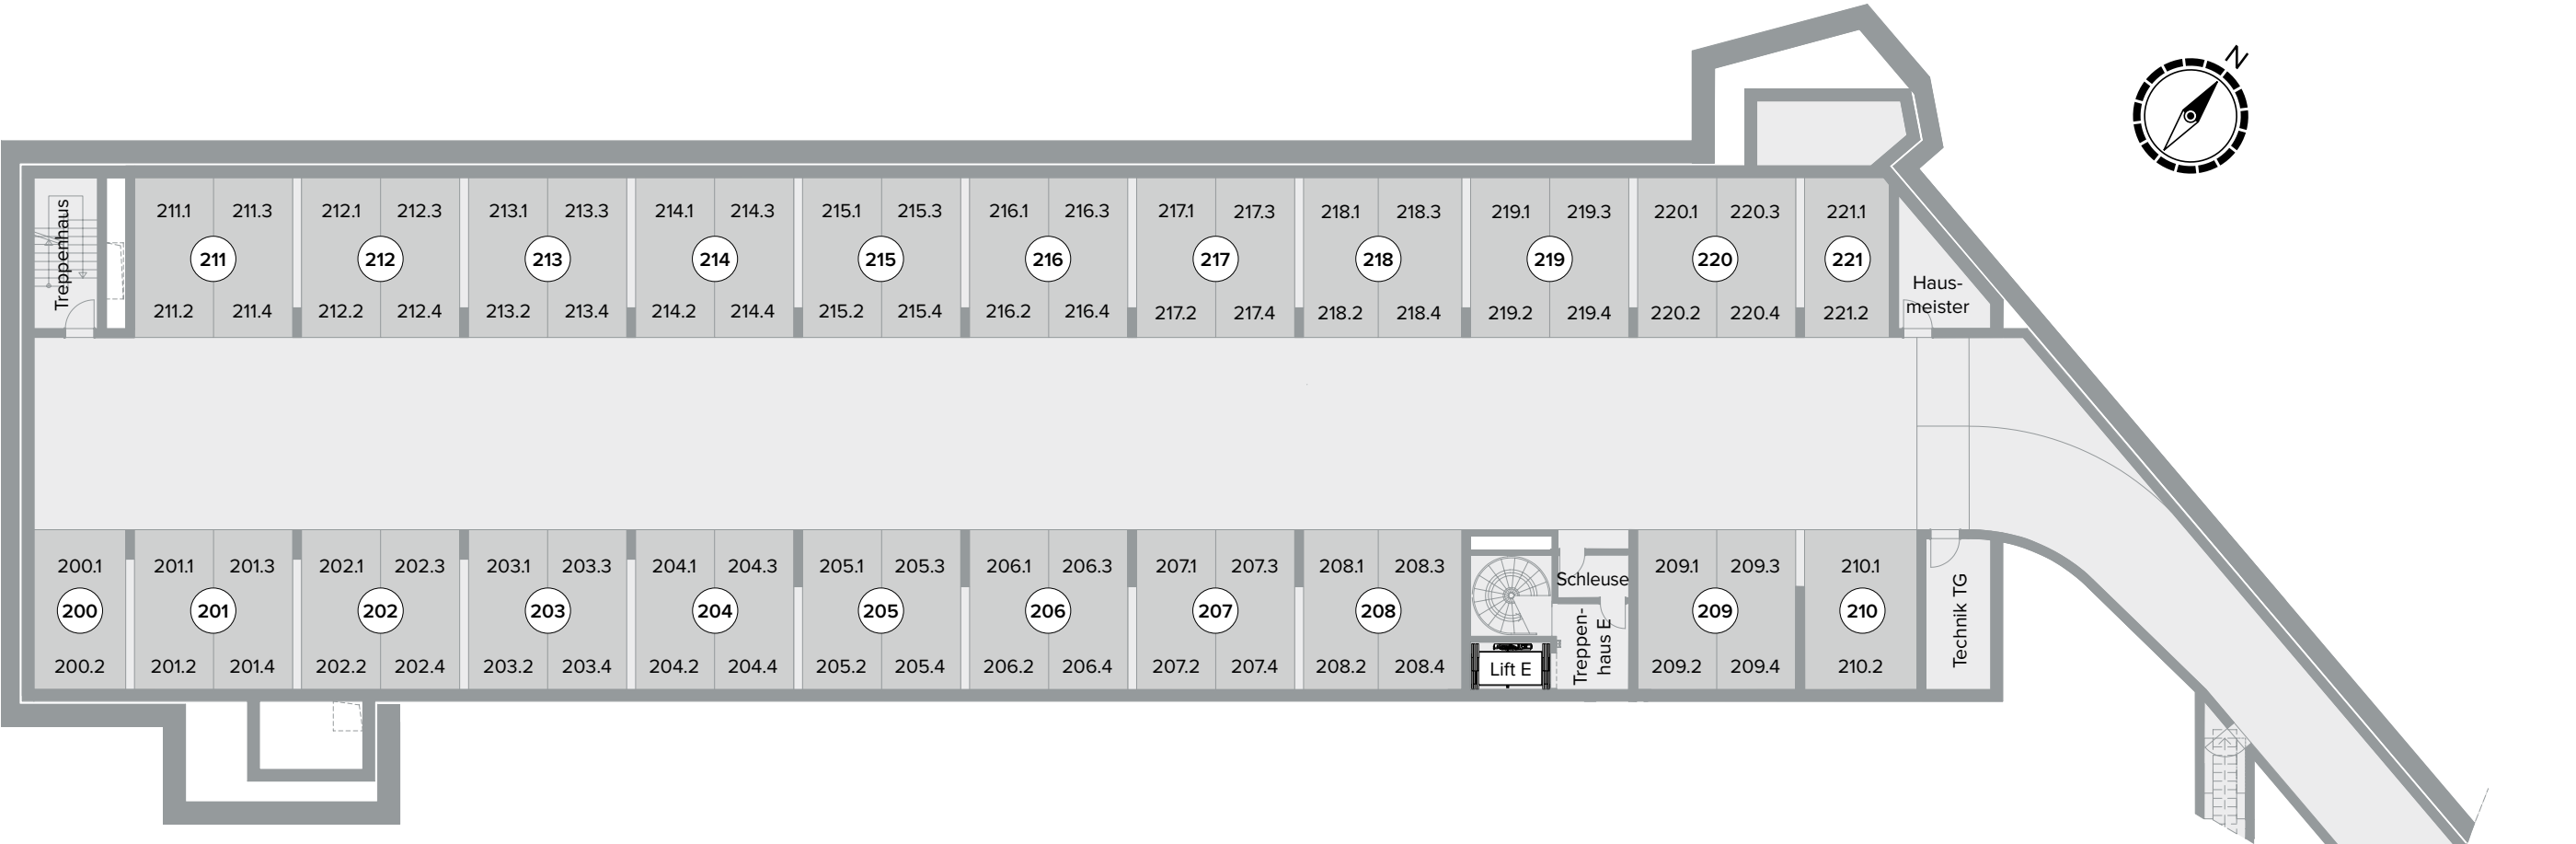 N
Treppenhaus
211.1 211.3 212.1 212.3 213.1 213.3 214.1 214.3 215.1 215.3 216.1 216.3 217.1 217.3 218.1 218.3 219.1 219.3 220.1 220.3 221.1
211 212 213 214 215 216 217 218 219 220 221
211.2 211.4 212.2 212.4 213.2 213.4 214.2 214.4 215.2 215.4 216.2 216.4 217.2 217.4 218.2 218.4 219.2 219.4 220.2 220.4 221.2
Haus-
meister
200.1 201.1 201.3 202.1 202.3 203.1 203.3 204.1 204.3 205.1 205.3 206.1 206.3 207.1 207.3 208.1 208.3 209.1 209.3 210.1
200 201 202 203 204 205 206 207 208 209 210
200.2 201.2 201.4 202.2 202.4 203.2 203.4 204.2 204.4 205.2 205.4 206.2 206.4 207.2 207.4 208.2 208.4 209.2 209.4 210.2
Schleuse
Treppen-
haus E
Lift E
Technik TG